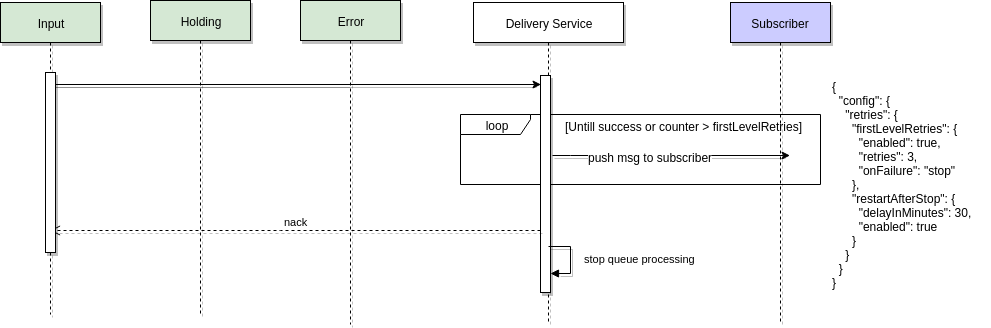 Input
Holding
Error
Delivery Service
Subscriber
loop
[Untill success or counter > firstLevelRetries]
push msg to subscriber
nack
stop queue processing
{
"config": {
"retries": {
"firstLevelRetries": {
"enabled": true,
"retries": 3,
"onFailure": "stop"
},
"restartAfterStop": {
"delayInMinutes": 30,
"enabled": true
}
}
}
}